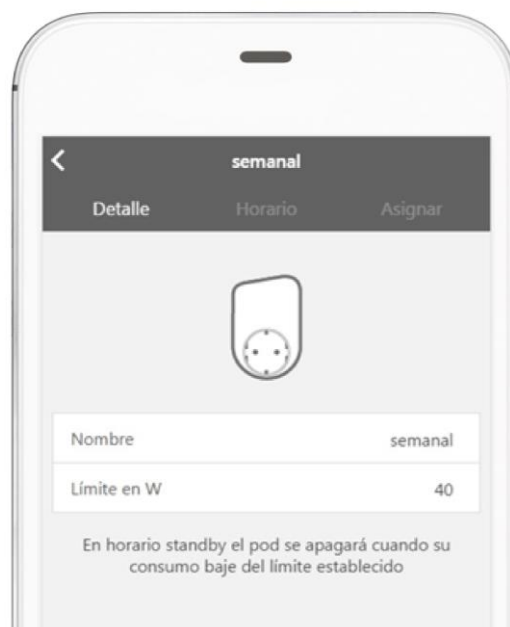 semanal
Detalle Horario Asignar
Nombre semanal
Límite en W 40
En horario standby el pod se apagará cuando su
consumo baje del límite establecido